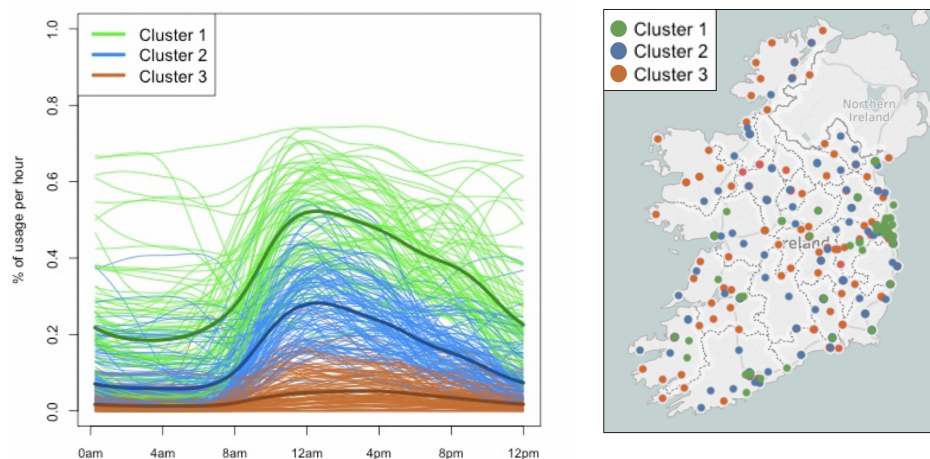 1.0
0.8
0.6
0.4
0.2
0.0
% of usage per hour
Cluster 1
Cluster 2
Cluster 3
0am
4am
8am
12am
4pm
12pm
Cluster 1
Cluster 2
Cluster 3
Northern
Ireland
Ireland